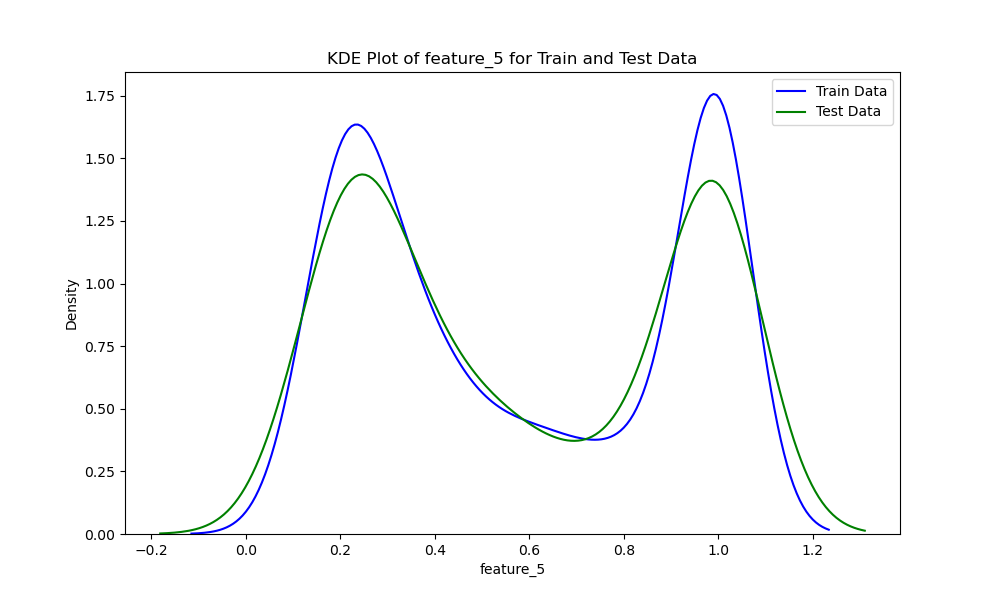 KDE Plot of feature_5 for Train and Test Data
Train Data
Test Data
1.75
1.50
1.25
1.00
0.75
0.50
0.25
0.00
Density
−0.2 0.0 0.2 0.4 0.6 0.8 1.0 1.2
feature_5